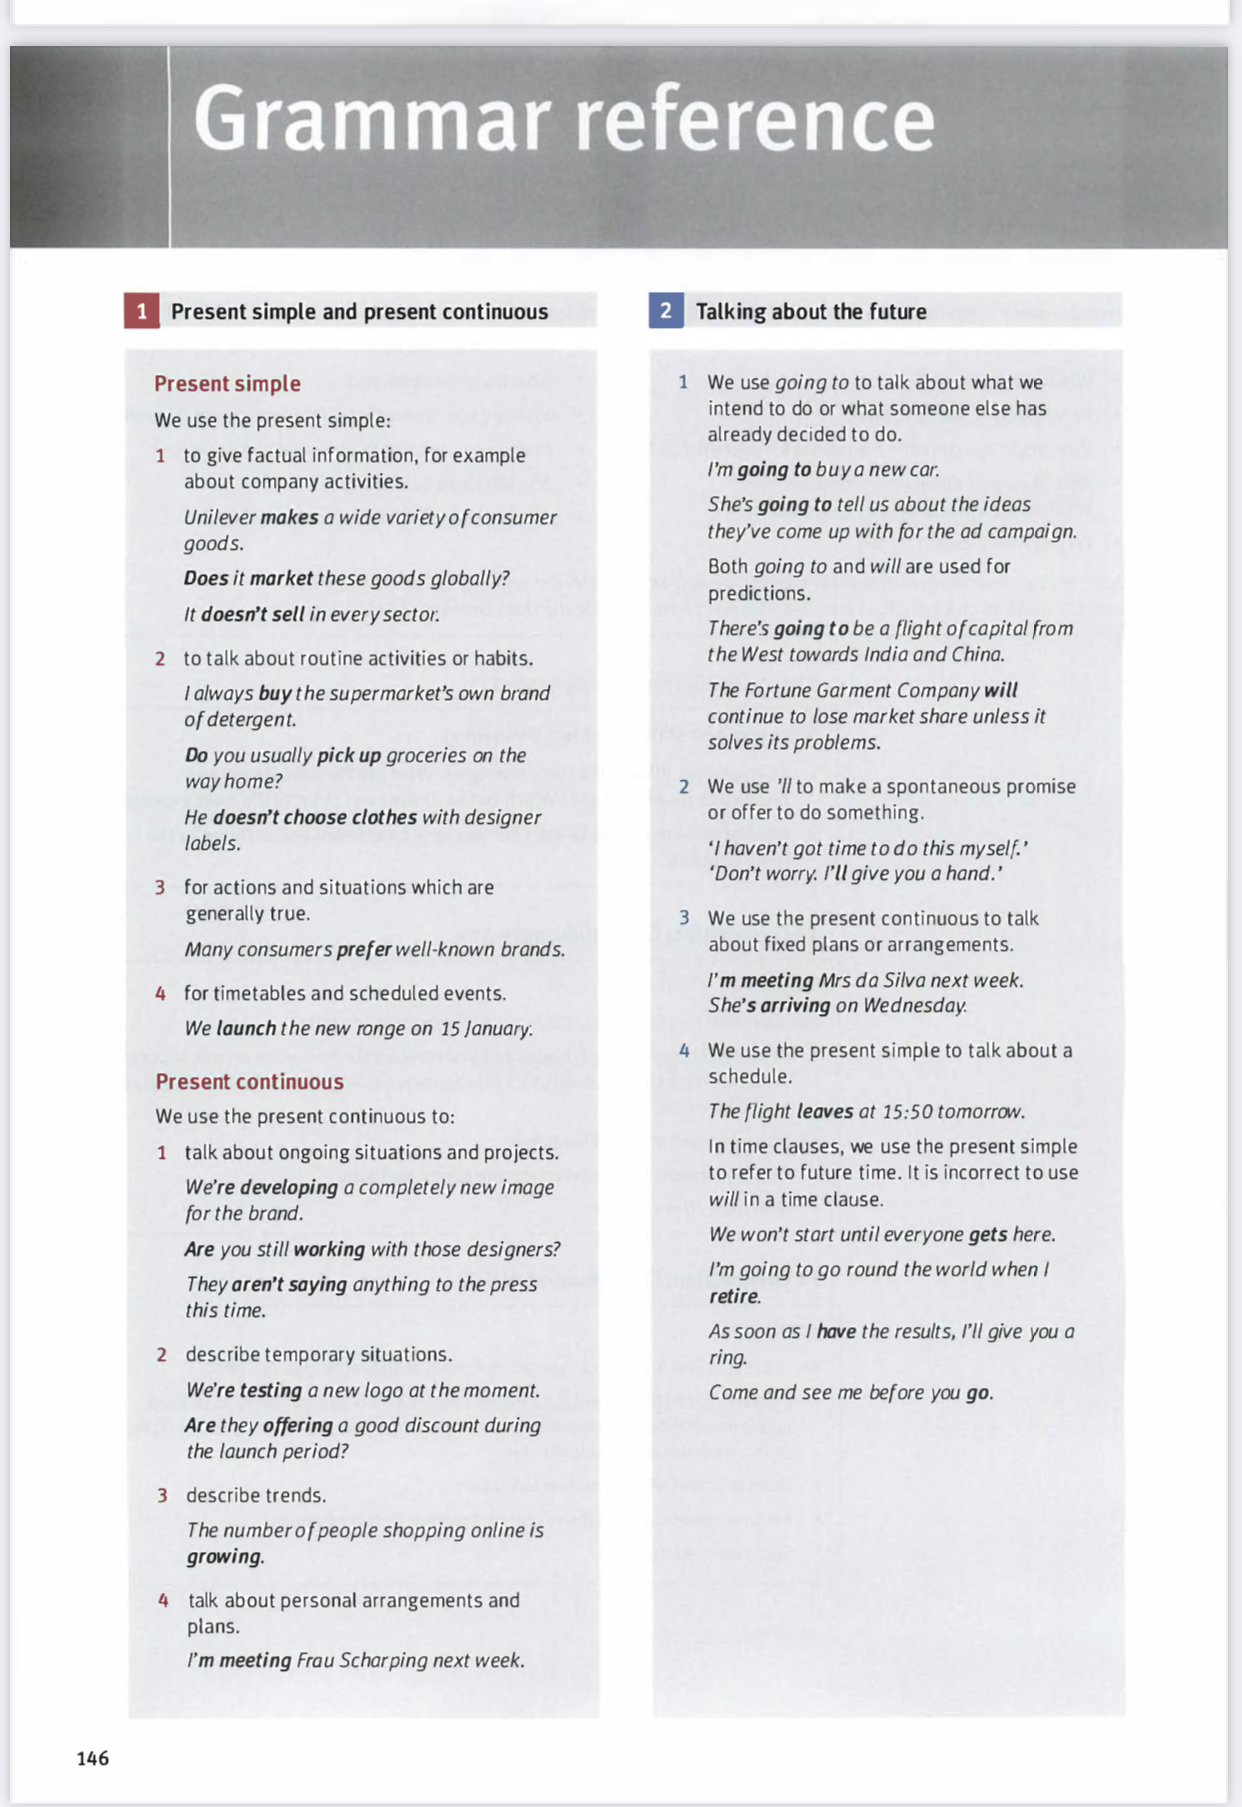 Grammar reference
1 Present simple and present continuous
Present simple
We use the present simple:
1 to give factual information, for example
about company activities.
Unilever makes a wide variety of consumer
goods.
Does it market these goods globally?
It doesn't sell in every sector.
2 to talk about routine activities or habits.
I always buy the supermarket's own brand
of detergent.
Do you usually pick up groceries on the
way home?
He doesn't choose clothes with designer
labels.
3 for actions and situations which are
generally true.
Many consumers prefer well-known brands.
4 for timetables and scheduled events.
We launch the new ronge on 15 January.
Present continuous
We use the present continuous to:
1 talk about ongoing situations and projects.
We're developing a completely new image
for the brand.
Are you still working with those designers?
They aren't saying anything to the press
this time.
2 describe temporary situations.
We're testing a new logo at the moment.
Are they offering a good discount during
the launch period?
3 describe trends.
The number of people shopping online is
growing.
4 talk about personal arrangements and
plans.
I'm meeting Frau Scharping next week.
2 Talking about the future
1 We use going to to talk about what we
intend to do or what someone else has
already decided to do.
I'm going to buy a new car.
She's going to tell us about the ideas
they've come up with for the ad campaign.
Both going to and will are used for
predictions.
There's going to be a flight of capital from
the West towards India and China.
The Fortune Garment Company will
continue to lose market share unless it
solves its problems.
2 We use 'll to make a spontaneous promise
or offer to do something.
'I haven't got time to do this myself.'
'Don't worry. I'll give you a hand.'
3 We use the present continuous to talk
about fixed plans or arrangements.
I'm meeting Mrs da Silva next week.
She's arriving on Wednesday.
4 We use the present simple to talk about a
schedule.
The flight leaves at 15:50 tomorrow.
In time clauses, we use the present simple
to refer to future time. It is incorrect to use
will in a time clause.
We won't start until everyone gets here.
I'm going to go round the world when I
retire.
As soon as I have the results, I'll give you a
ring.
Come and see me before you go.
146